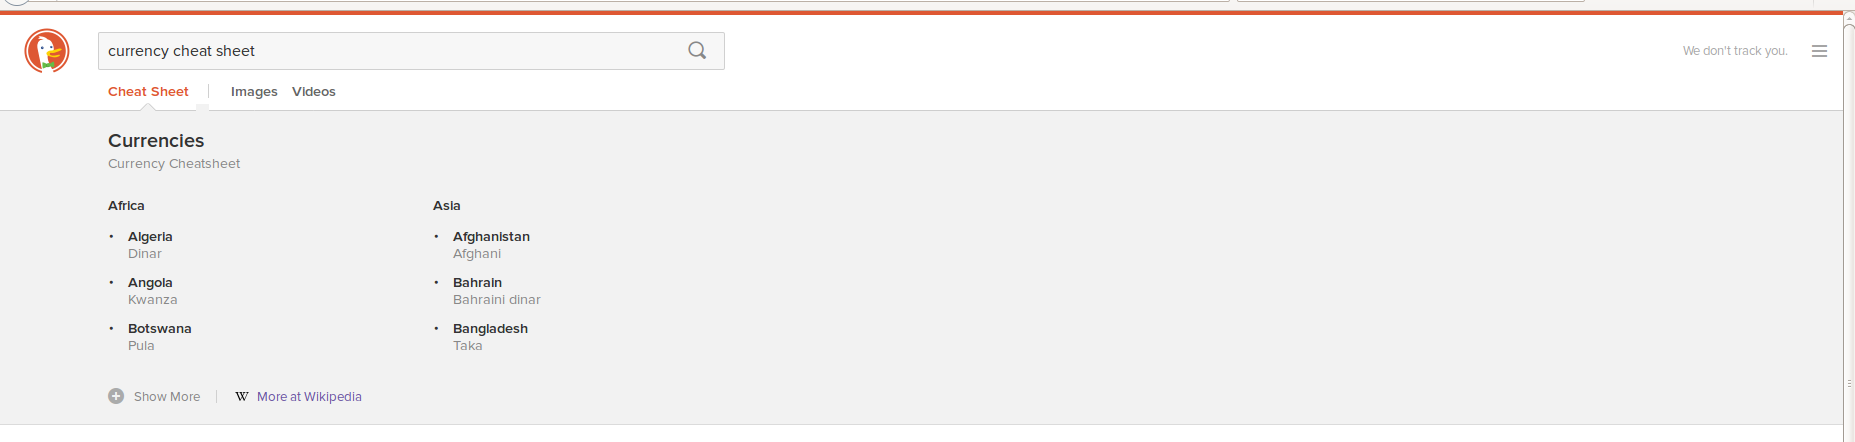 currency cheat sheet
We don't track you.
Cheat Sheet Images Videos
Currencies
Currency Cheatsheet
Africa
• Algeria
Dinar
• Angola
Kwanza
• Botswana
Pula
Asia
• Afghanistan
Afghani
• Bahrain
Bahraini dinar
• Bangladesh
Taka
Show More
W More at Wikipedia